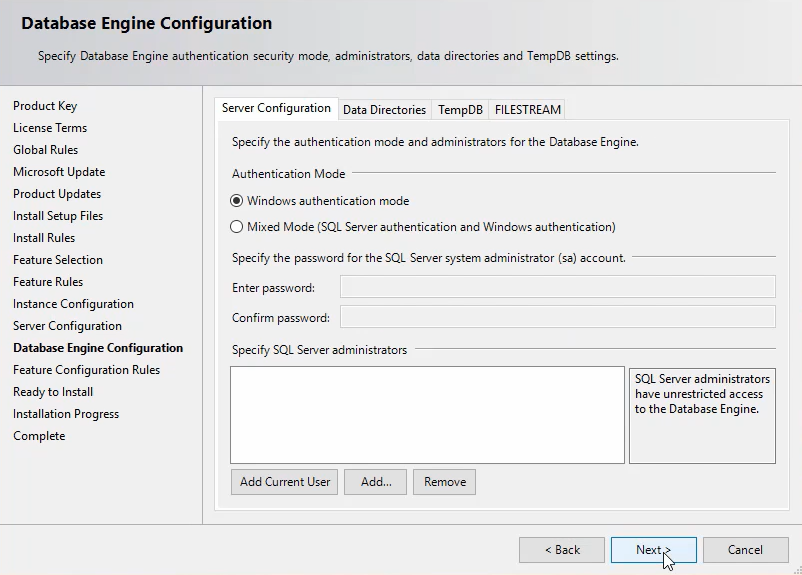 Database Engine Configuration
Specify Database Engine authentication security mode, administrators, data directories and TempDB settings.
Product Key
License Terms
Global Rules
Microsoft Update
Product Updates
Install Setup Files
Install Rules
Feature Selection
Feature Rules
Instance Configuration
Server Configuration
Database Engine Configuration
Feature Configuration Rules
Ready to Install
Installation Progress
Complete
Server Configuration Data Directories TempDB FILESTREAM
Specify the authentication mode and administrators for the Database Engine.
Authentication Mode
Windows authentication mode
Mixed Mode (SQL Server authentication and Windows authentication)
Specify the password for the SQL Server system administrator (sa) account.
Enter password:
Confirm password:
Specify SQL Server administrators
SQL Server administrators
have unrestricted access
to the Database Engine.
Add Current User Add... Remove
< Back Next > Cancel